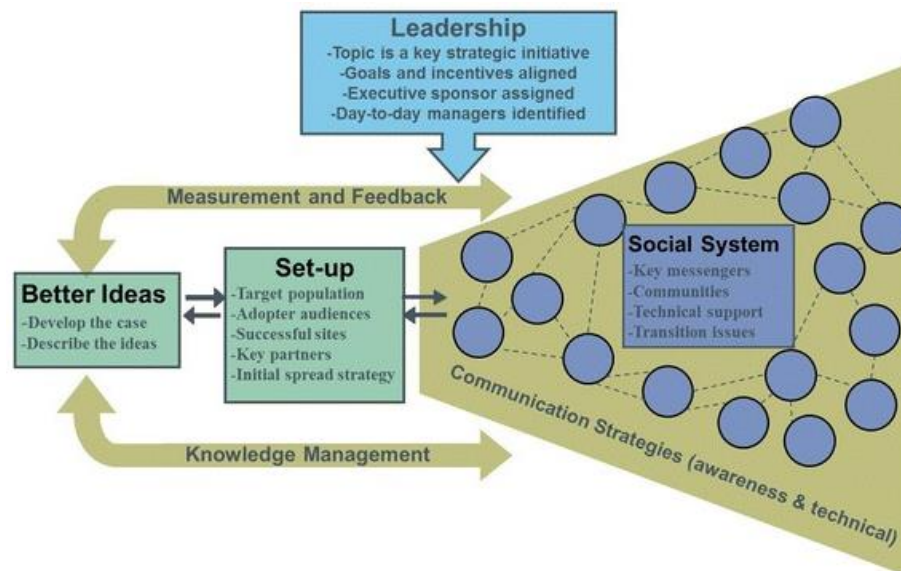 Leadership
-Topic is a key strategic initiative
-Goals and incentives aligned
-Executive sponsor assigned
-Day-to-day managers identified
Measurement and Feedback
Better Ideas
-Develop the case
-Describe the ideas
Set-up
-Target population
-Adopter audiences
-Successful sites
-Key partners
-Initial spread strategy
Social System
-Key messengers
-Communities
-Technical support
-Transition issues
Knowledge Management
Communication Strategies (awareness & technical)